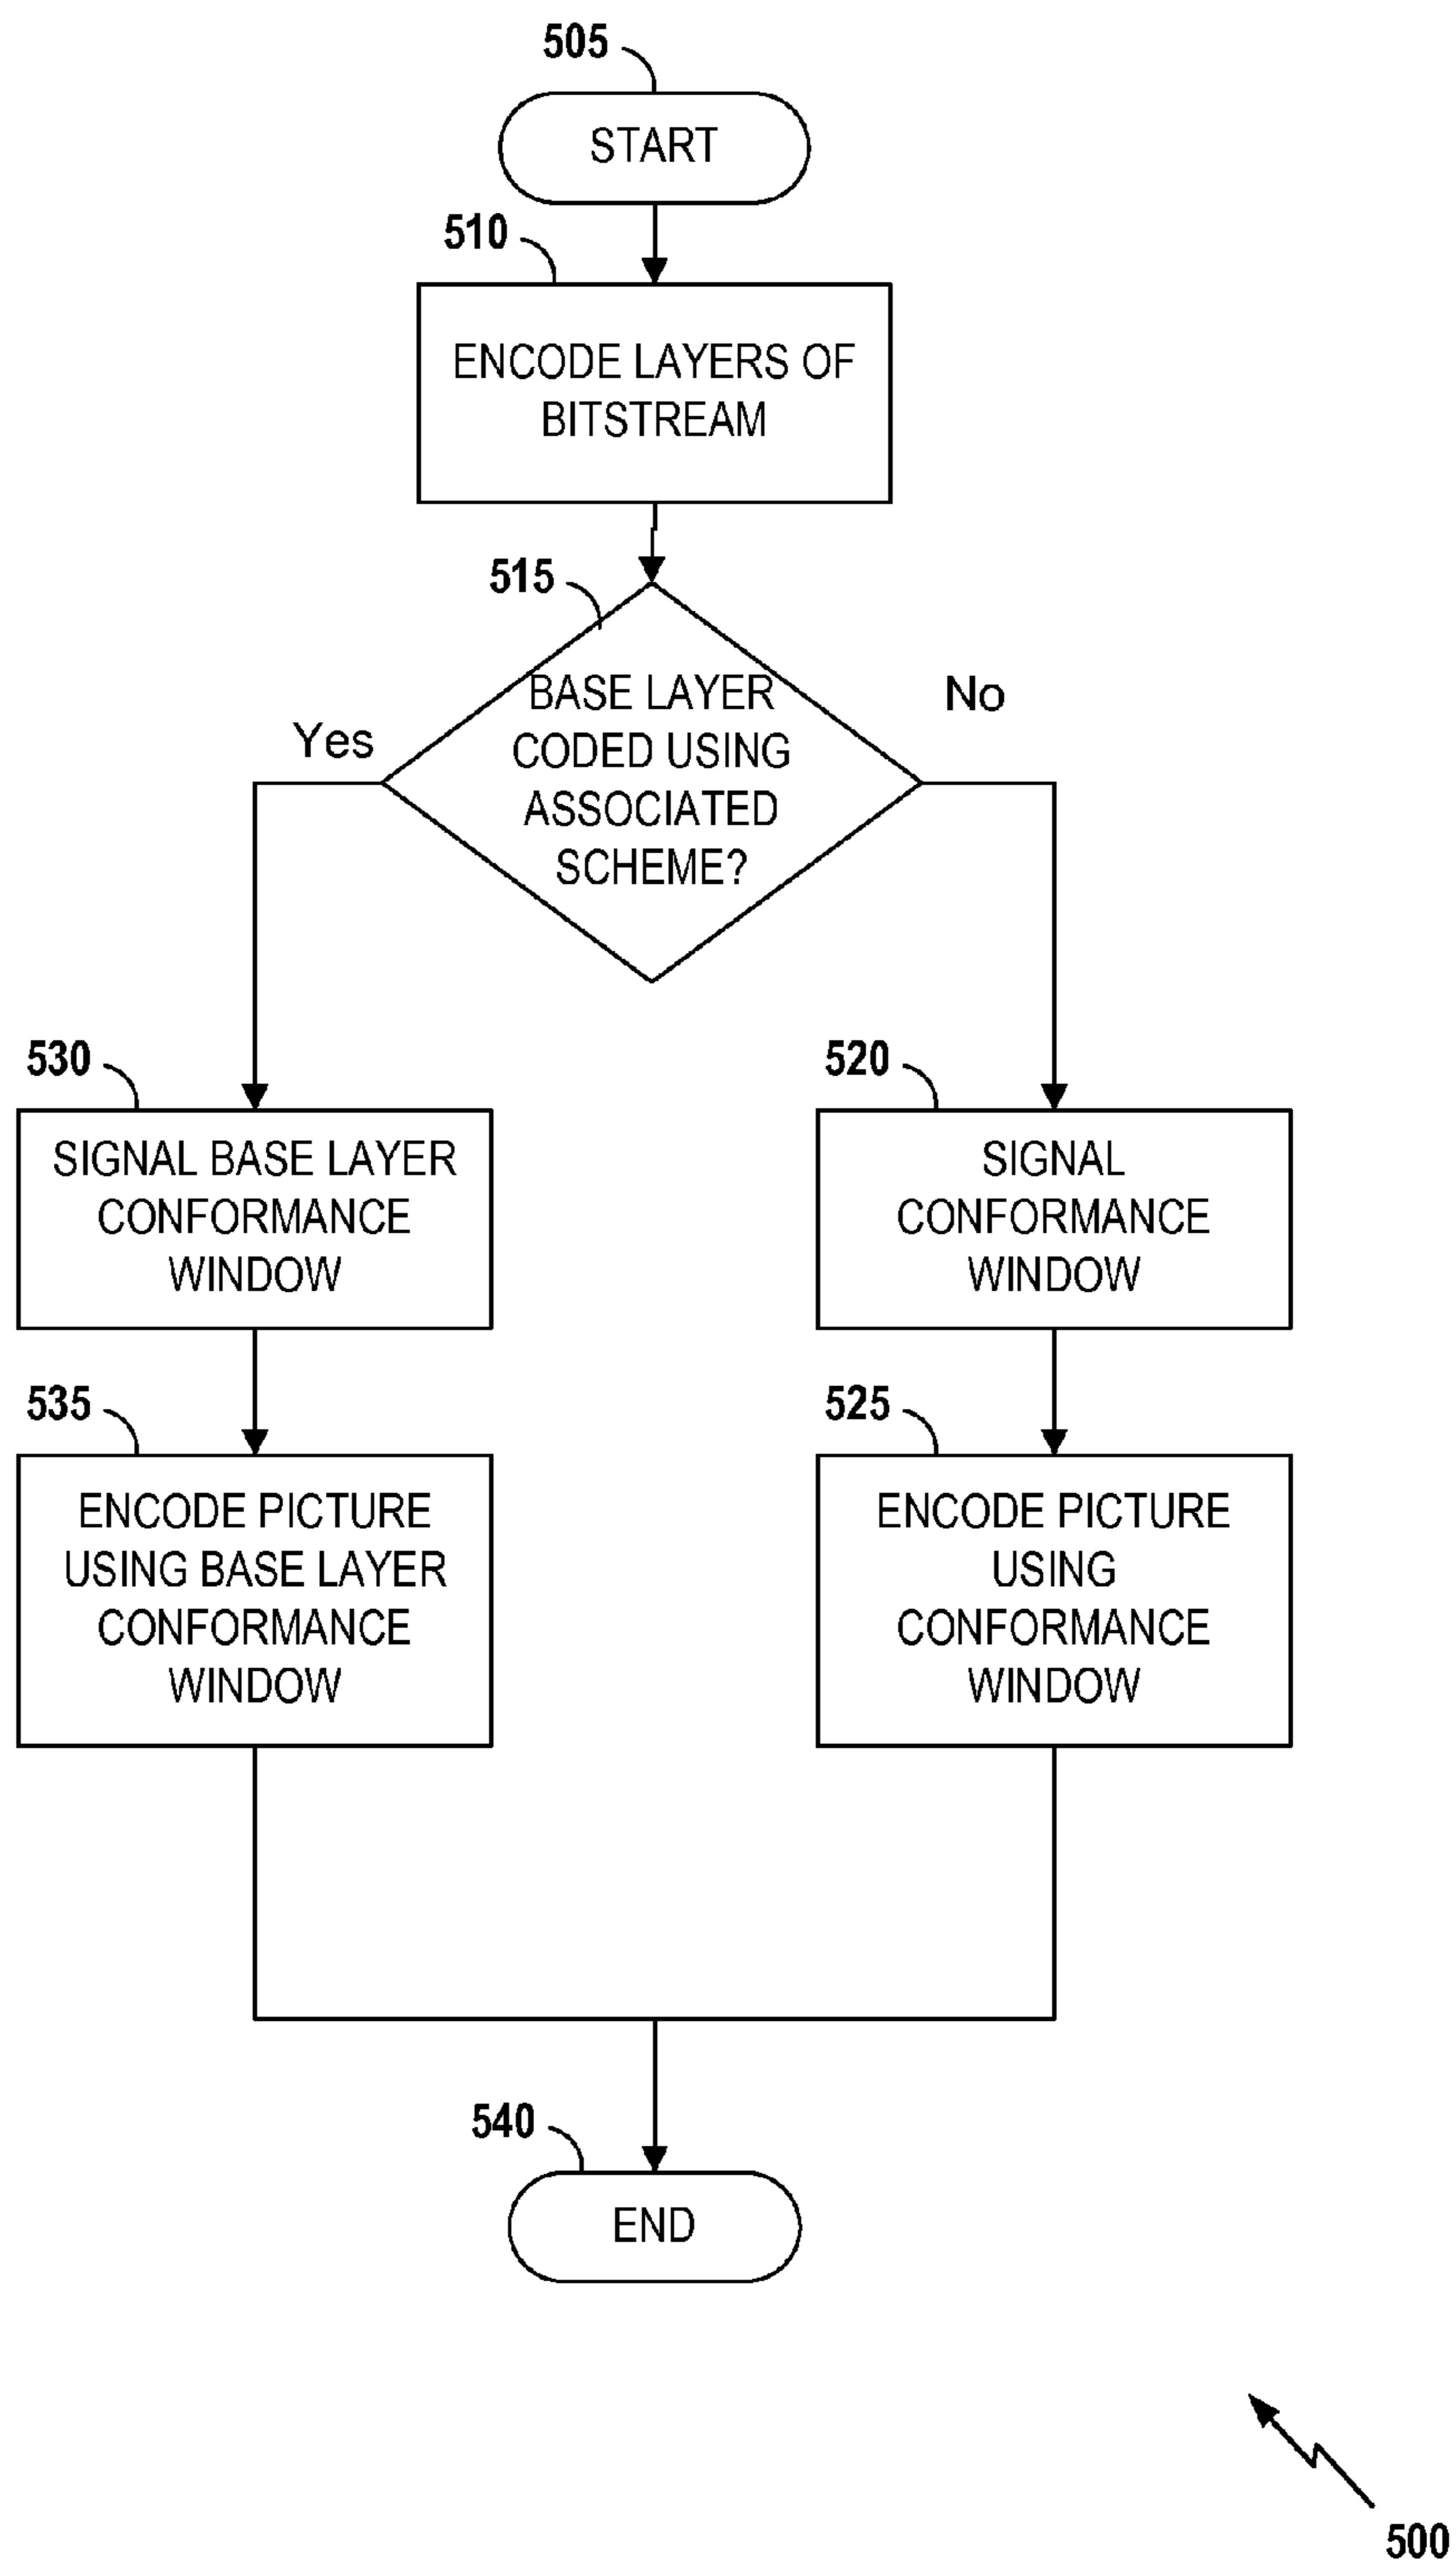 505
START
510
ENCODE LAYERS OF
BITSTREAM
515
BASE LAYER
CODED USING
ASSOCIATED
SCHEME?
Yes
No
530
SIGNAL BASE LAYER
CONFORMANCE
WINDOW
520
SIGNAL
CONFORMANCE
WINDOW
535
ENCODE PICTURE
USING BASE LAYER
CONFORMANCE
WINDOW
525
ENCODE PICTURE
USING
CONFORMANCE
WINDOW
540
END
500